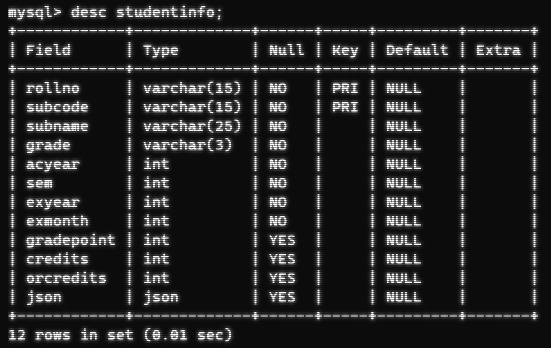 mysql> desc studentinfo;
+------------+-------------+------+-----+---------+-------+
| Field      | Type        | Null | Key | Default | Extra |
+------------+-------------+------+-----+---------+-------+
| rollno     | varchar(15) | NO   | PRI | NULL    |       |
| subcode    | varchar(15) | NO   | PRI | NULL    |       |
| subname    | varchar(25) | NO   |     | NULL    |       |
| grade      | varchar(3)  | NO   |     | NULL    |       |
| acyear     | int         | NO   |     | NULL    |       |
| sem        | int         | NO   |     | NULL    |       |
| exyear     | int         | NO   |     | NULL    |       |
| exmonth    | int         | NO   |     | NULL    |       |
| gradepoint | int         | YES  |     | NULL    |       |
| credits    | int         | YES  |     | NULL    |       |
| orcredits  | int         | YES  |     | NULL    |       |
| json       | json        | YES  |     | NULL    |       |
+------------+-------------+------+-----+---------+-------+
12 rows in set (0.01 sec)